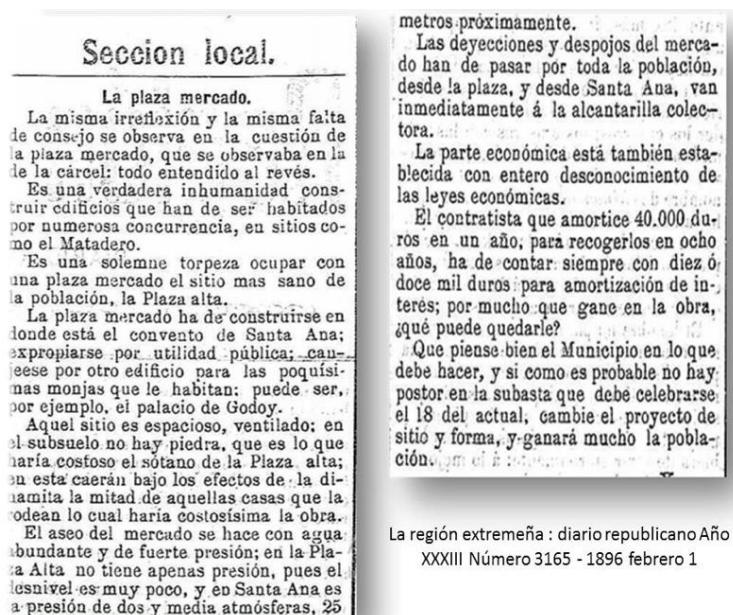 Seccion local.
La plaza mercado.
La misma irreflexión y la misma falta
de consejo se observa en la cuestión de
la plaza mercado, que se observaba en la
de la cárcel: todo entendido al revés.
Es una verdadera inhumanidad cons-
truir edificios que han de ser habitados
por numerosa concurrencia, en sitios co-
mo el Matadero.
Es una solemne torpeza ocupar con
una plaza mercado el sitio mas sano de
la población, la Plaza alta.
La plaza mercado ha de construirse en
donde está el convento de Santa Ana;
expropiarse por utilidad pública; can-
jeese por otro edificio para las poquísi-
mas monjas que le habitan: puede ser,
por ejemplo, el palacio de Godoy.
Aquel sitio es espacioso, ventilado; en
el subsuelo no hay piedra, que es lo que
haría costoso el sótano de la Plaza alta;
en esta caerán bajo los efectos de la di-
namita la mitad de aquellas casas que la
rodean lo cual haría costosísima la obra.
El aseo del mercado se hace con agua
abundante y de fuerte presión; en la Pla-
za Alta no tiene apenas presión, pues el
desnivel es muy poco, y en Santa Ana es
la presión de dos y media atmósferas, 25
metros próximamente.
Las deyecciones y despojos del merca-
do han de pasar por toda la población,
desde la plaza, y desde Santa Ana, van
inmediatamente á la alcantarilla colec-
tora.
La parte económica está también esta-
blecida con entero desconocimiento de
las leyes económicas.
El contratista que amortice 40.000 du-
ros en un año, para recogerlos en ocho
años, ha de contar siempre con diez ó
doce mil duros para amortización de in-
terés; por mucho que gane en la obra,
¿qué puede quedarle?
Que piense bien el Municipio en lo que
debe hacer, y si como es probable no hay
postor en la subasta que debe celebrarse
el 18 del actual, cambie el proyecto de
sitio y forma, y ganará mucho la pobla-
ción.
La región extremeña : diario republicano Año
XXXIII Número 3165 - 1896 febrero 1